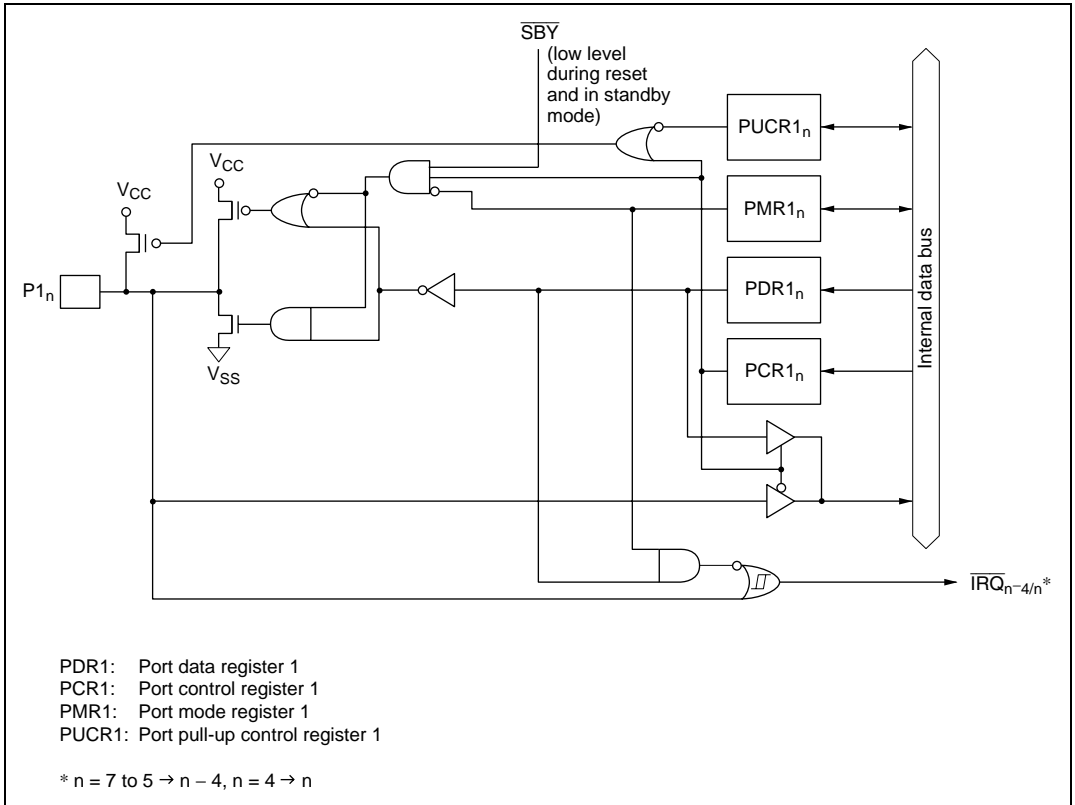 SBY
(low level
during reset
and in standby
mode)
PUCR1n
VCC
VCC
PMR1n
P1n
PDR1n
VSS
PCR1n
Internal data bus
IRQn–4/n*
PDR1: Port data register 1
PCR1: Port control register 1
PMR1: Port mode register 1
PUCR1: Port pull-up control register 1
* n = 7 to 5 → n – 4, n = 4 → n